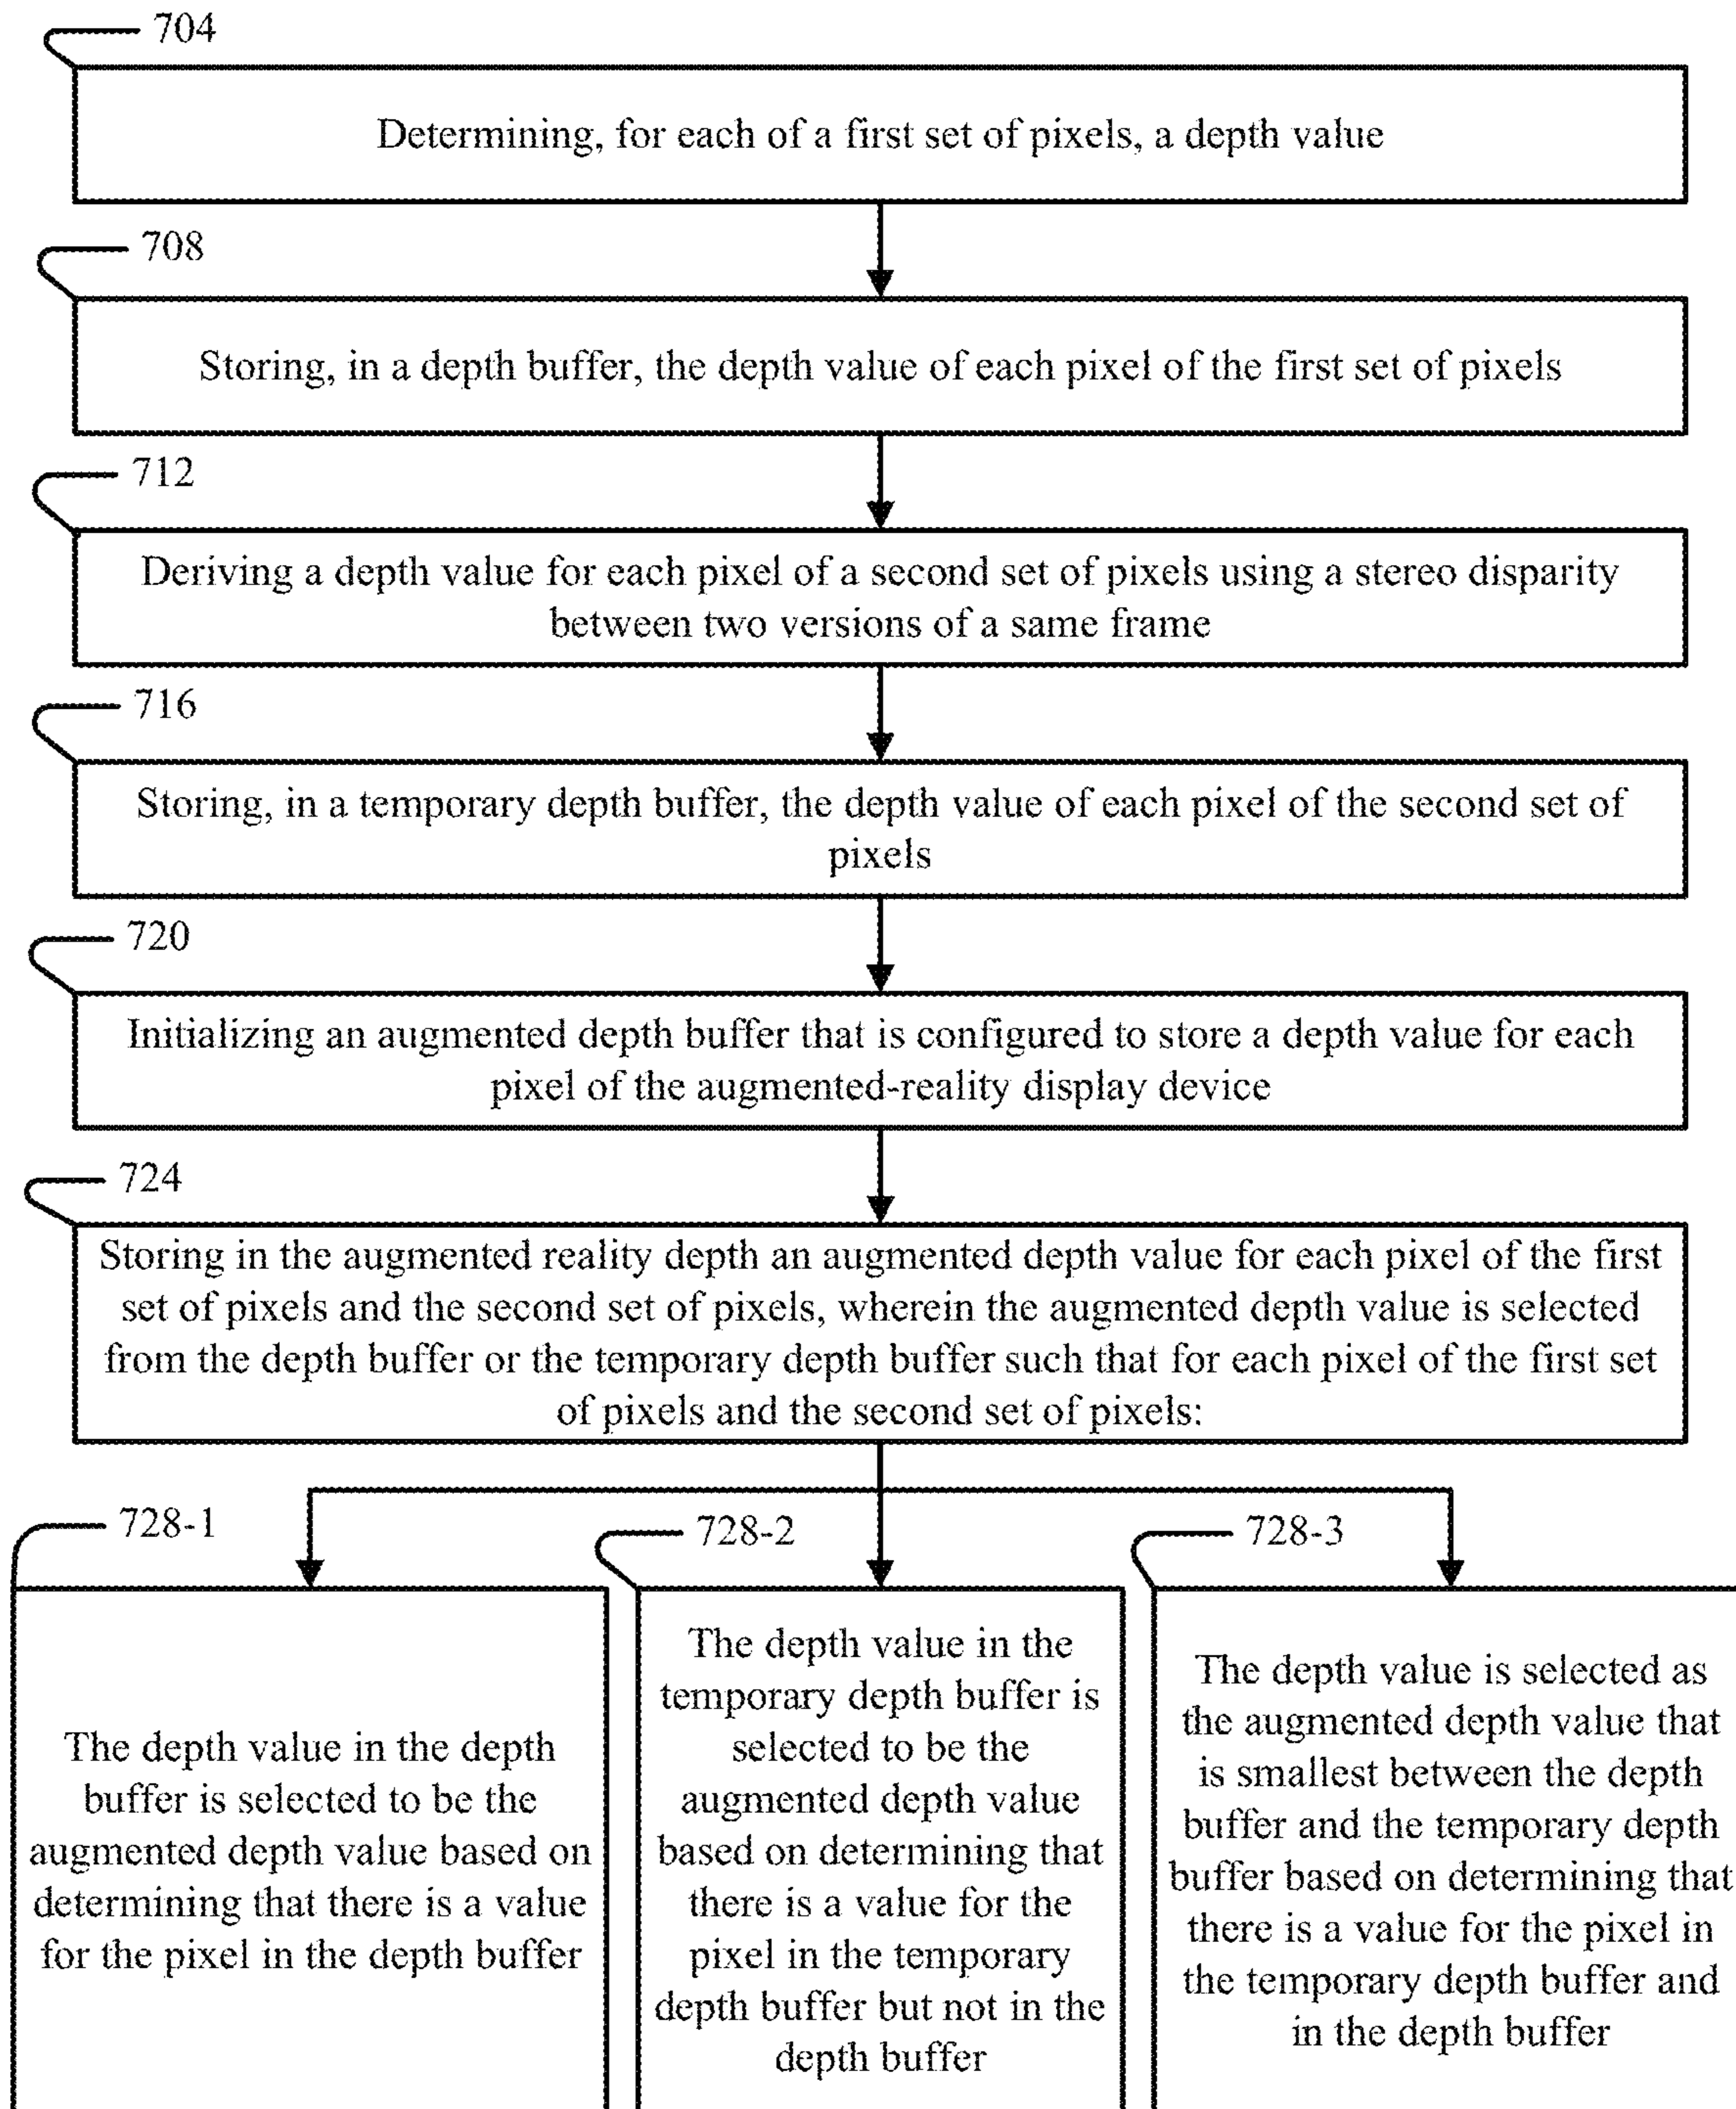 704
Determining, for each of a first set of pixels, a depth value
708
Storing, in a depth buffer, the depth value of each pixel of the first set of pixels
712
Deriving a depth value for each pixel of a second set of pixels using a stereo disparity
between two versions of a same frame
716
Storing, in a temporary depth buffer, the depth value of each pixel of the second set of
pixels
720
Initializing an augmented depth buffer that is configured to store a depth value for each
pixel of the augmented-reality display device
724
Storing in the augmented reality depth an augmented depth value for each pixel of the first
set of pixels and the second set of pixels, wherein the augmented depth value is selected
from the depth buffer or the temporary depth buffer such that for each pixel of the first set
of pixels and the second set of pixels:
728-1
The depth value in the depth
buffer is selected to be the
augmented depth value based on
determining that there is a value
for the pixel in the depth buffer
728-2
The depth value in the
temporary depth buffer is
selected to be the
augmented depth value
based on determining that
there is a value for the
pixel in the temporary
depth buffer but not in the
depth buffer
728-3
The depth value is selected as
the augmented depth value that
is smallest between the depth
buffer and the temporary depth
buffer based on determining that
there is a value for the pixel in
the temporary depth buffer and
in the depth buffer